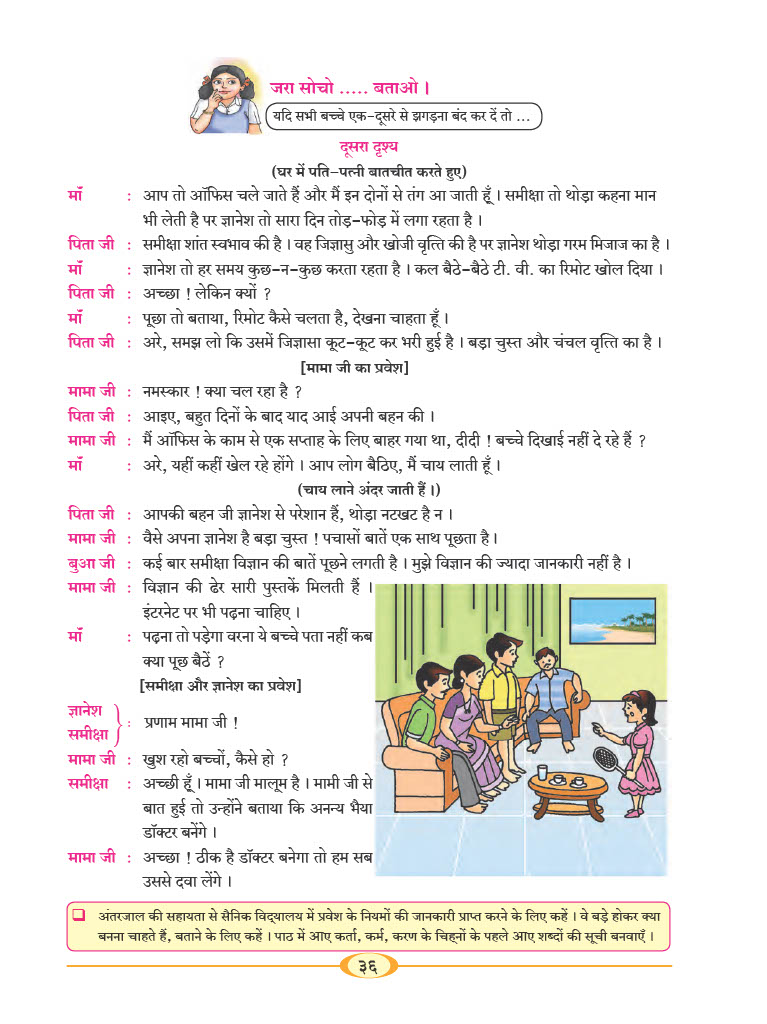 जरा सोचो ..... बताओ ।
यदि सभी बच्चे एक-दूसरे से झगड़ना बंद कर दें तो ...
दूसरा दृश्य
(घर में पति-पत्नी बातचीत करते हुए)
माँ : आप तो ऑफिस चले जाते हैं और मैं इन दोनों से तंग आ जाती हूँ । समीक्षा तो थोड़ा कहना मान
भी लेती है पर ज्ञानेश तो सारा दिन तोड़-फोड़ में लगा रहता है ।
पिता जी : समीक्षा शांत स्वभाव की है । वह जिज्ञासु और खोजी वृत्ति की है पर ज्ञानेश थोड़ा गरम मिजाज का है ।
माँ : ज्ञानेश तो हर समय कुछ-न-कुछ करता रहता है । कल बैठे-बैठे टी. वी. का रिमोट खोल दिया ।
पिता जी : अच्छा ! लेकिन क्यों ?
माँ : पूछा तो बताया, रिमोट कैसे चलता है, देखना चाहता हूँ ।
पिता जी : अरे, समझ लो कि उसमें जिज्ञासा कूट-कूट कर भरी हुई है । बड़ा चुस्त और चंचल वृत्ति का है ।
[मामा जी का प्रवेश]
मामा जी : नमस्कार ! क्या चल रहा है ?
पिता जी : आइए, बहुत दिनों के बाद याद आई अपनी बहन की ।
मामा जी : मैं ऑफिस के काम से एक सप्ताह के लिए बाहर गया था, दीदी ! बच्चे दिखाई नहीं दे रहे हैं ?
माँ : अरे, यहीं कहीं खेल रहे होंगे । आप लोग बैठिए, मैं चाय लाती हूँ ।
(चाय लाने अंदर जाती हैं ।)
पिता जी : आपकी बहन जी ज्ञानेश से परेशान हैं, थोड़ा नटखट है न ।
मामा जी : वैसे अपना ज्ञानेश है बड़ा चुस्त ! पचासों बातें एक साथ पूछता है ।
बुआ जी : कई बार समीक्षा विज्ञान की बातें पूछने लगती है । मुझे विज्ञान की ज्यादा जानकारी नहीं है ।
मामा जी : विज्ञान की ढेर सारी पुस्तकें मिलती हैं ।
इंटरनेट पर भी पढ़ना चाहिए ।
माँ : पढ़ना तो पड़ेगा वरना ये बच्चे पता नहीं कब
क्या पूछ बैठें ?
[समीक्षा और ज्ञानेश का प्रवेश]
ज्ञानेश
समीक्षा } : प्रणाम मामा जी !
मामा जी : खुश रहो बच्चों, कैसे हो ?
समीक्षा : अच्छी हूँ । मामा जी मालूम है । मामी जी से
बात हुई तो उन्होंने बताया कि अनन्य भैया
डॉक्टर बनेंगे ।
मामा जी : अच्छा ! ठीक है डॉक्टर बनेगा तो हम सब
उससे दवा लेंगे ।
❑ अंतरजाल की सहायता से सैनिक विद्यालय में प्रवेश के नियमों की जानकारी प्राप्त करने के लिए कहें । वे बड़े होकर क्या
बनना चाहते हैं, बताने के लिए कहें । पाठ में आए कर्ता, कर्म, करण के चिह्नों के पहले आए शब्दों की सूची बनवाएँ ।
३६